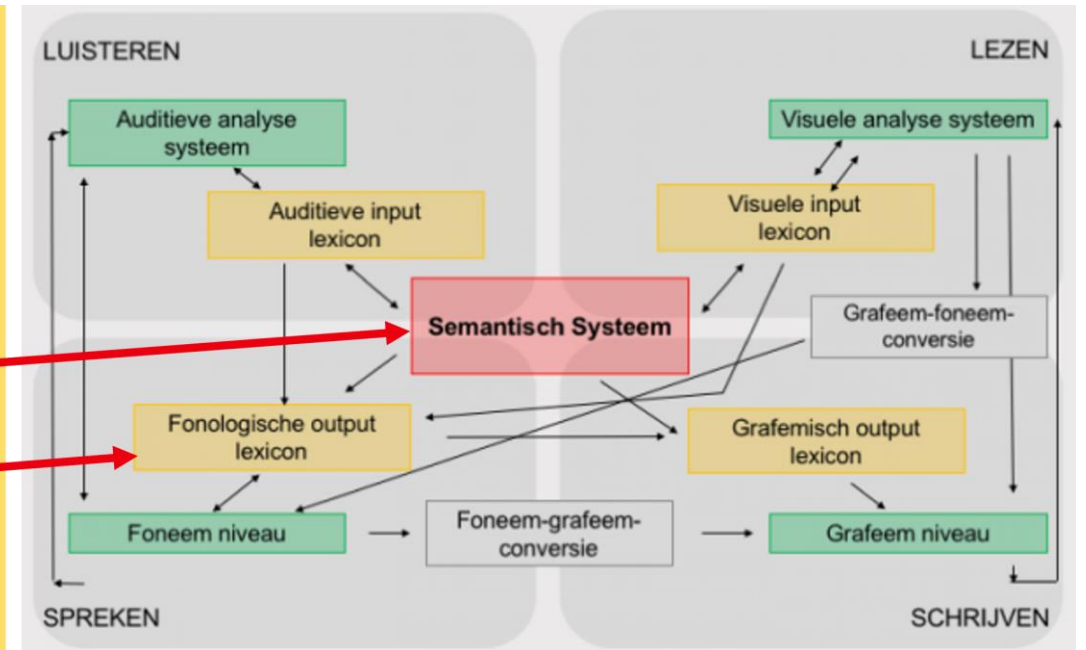 LUISTEREN
LEZEN
Auditieve analyse
systeem
Visuele analyse systeem
Auditieve input
lexicon
Visuele input
lexicon
Semantisch Systeem
Grafeem-foneem-
conversie
Fonologische output
lexicon
Grafemisch output
lexicon
Foneem niveau
Foneem-grafeem-
conversie
Grafeem niveau
SPREKEN
SCHRIJVEN